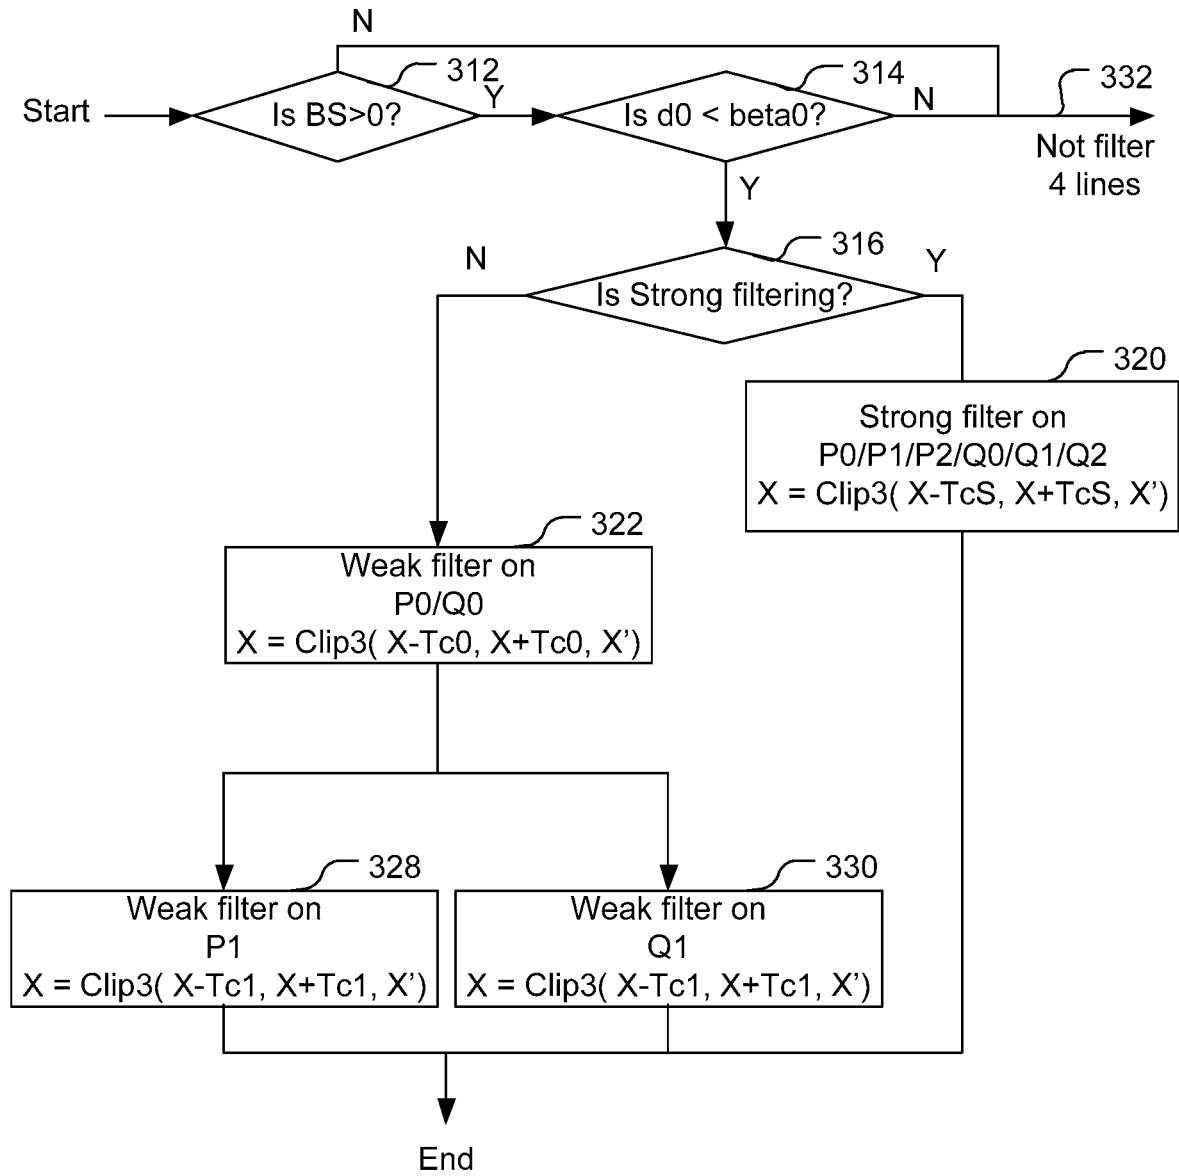 N
312
314
332
Start
Is BS>0?
Y
Is d0 < beta0?
N
Not filter
4 lines
Y
316
N
Y
Is Strong filtering?
320
Strong filter on
P0/P1/P2/Q0/Q1/Q2
X = Clip3( X-TcS, X+TcS, X’)
322
Weak filter on
P0/Q0
X = Clip3( X-Tc0, X+Tc0, X’)
328
Weak filter on
P1
X = Clip3( X-Tc1, X+Tc1, X’)
330
Weak filter on
Q1
X = Clip3( X-Tc1, X+Tc1, X’)
End